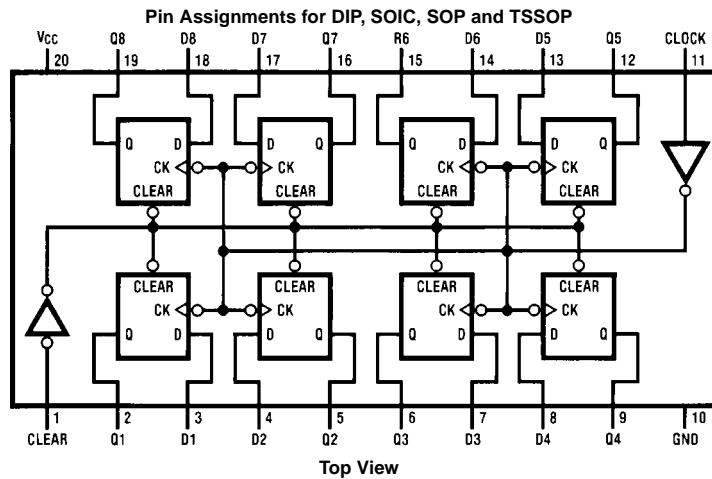 Pin Assignments for DIP, SOIC, SOP and TSSOP
VCC Q8 D8 D7 Q7 R6 D6 D5 Q5 CLOCK
20 19 18 17 16 15 14 13 12 11
Q D D Q Q D D Q
CK CK CK CK
CLEAR CLEAR CLEAR CLEAR
CLEAR CLEAR CLEAR CLEAR
CK CK CK CK
Q D D Q Q D D Q
1 2 3 4 5 6 7 8 9 10
CLEAR Q1 D1 D2 Q2 Q3 D3 D4 Q4 GND
Top View